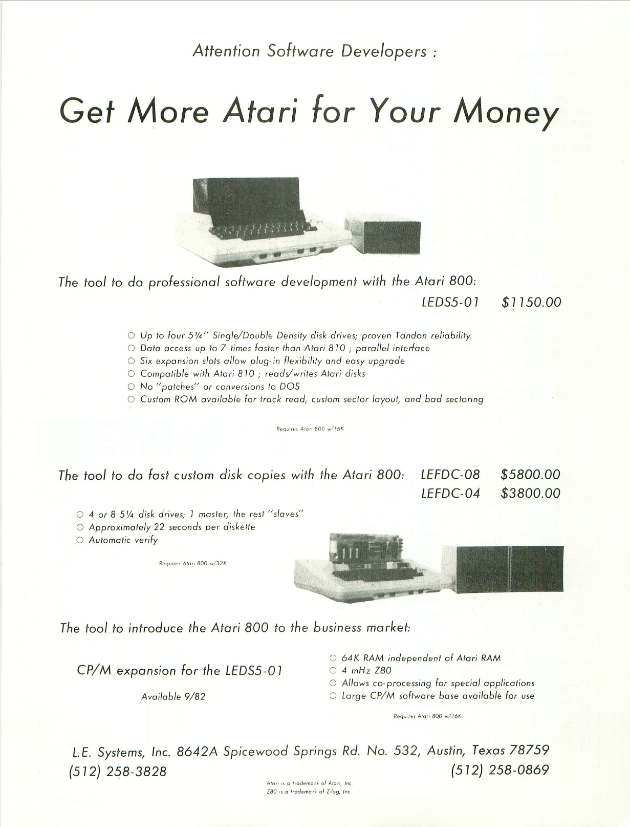 Attention Software Developers :
Get More Atari for Your Money
The tool to do professional software development with the Atari 800:
LEDS5-01 $1150.00
○ Up to four 5¼" Single/Double Density disk drives; proven Tandon reliability.
○ Data access up to 7 times faster than Atari 810 ; parallel interface
○ Six expansion slots allow plug-in flexibility and easy upgrade
○ Compatible with Atari 810 ; reads/writes Atari disks
○ No "patches" or conversions to DOS
○ Custom ROM available for track read, custom sector layout, and bad sectoring
Requires Atari 800 w/16K
The tool to do fast custom disk copies with the Atari 800: LEFDC-08 $5800.00
LEFDC-04 $3800.00
○ 4 or 8 5¼ disk drives; 1 master, the rest "slaves"
○ Approximately 22 seconds per diskette
○ Automatic verify
Requires Atari 800 w/32K
The tool to introduce the Atari 800 to the business market:
CP/M expansion for the LEDS5-01
Available 9/82
○ 64K RAM independent of Atari RAM
○ 4 mHz Z80
○ Allows co-processing for special applications
○ Large CP/M software base available for use
Requires Atari 800 w/16K
L.E. Systems, Inc. 8642A Spicewood Springs Rd. No. 532, Austin, Texas 78759
(512) 258-3828 (512) 258-0869
Atari is a trademark of Atari, Inc.
Z80 is a trademark of Zilog, Inc.